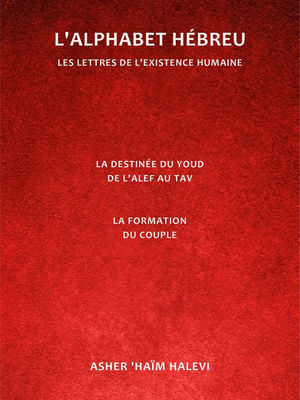 L'ALPHABET HÉBREU
LES LETTRES DE L'EXISTENCE HUMAINE
LA DESTINÉE DU YOUD
DE L'ALEF AU TAV
LA FORMATION
DU COUPLE
ASHER 'HAÏM HALEVI